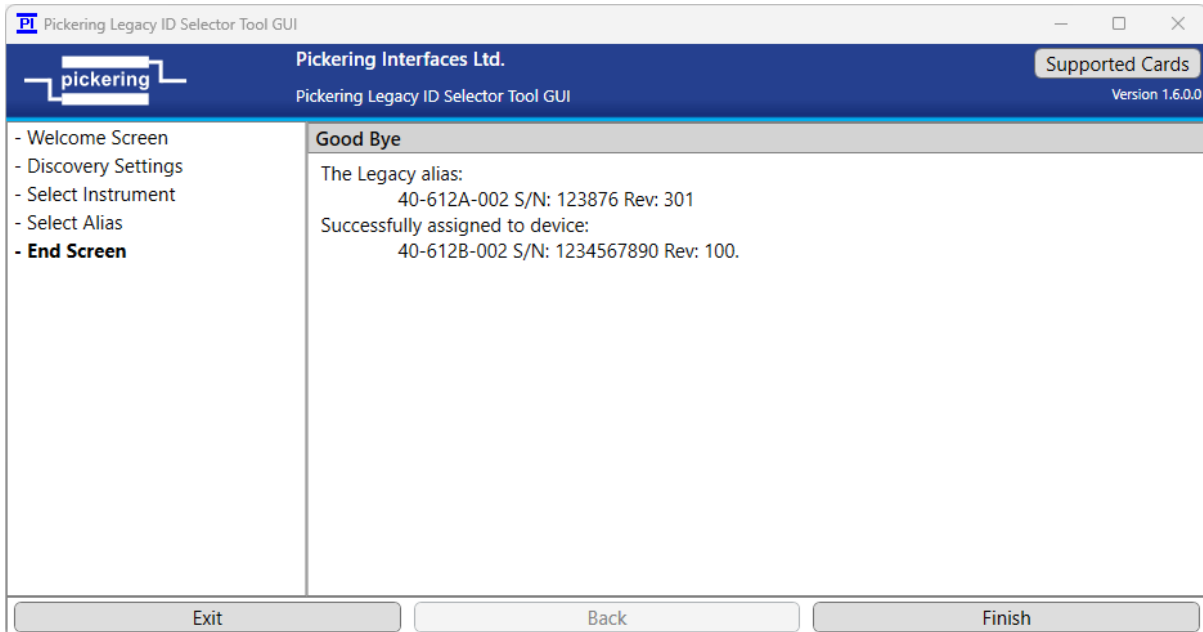 PI Pickering Legacy ID Selector Tool GUI
pickering
Pickering Interfaces Ltd.
Pickering Legacy ID Selector Tool GUI
Supported Cards
Version 1.6.0.0
- Welcome Screen
- Discovery Settings
- Select Instrument
- Select Alias
- End Screen
Good Bye
The Legacy alias:
40-612A-002 S/N: 123876 Rev: 301
Successfully assigned to device:
40-612B-002 S/N: 1234567890 Rev: 100.
Exit
Back
Finish